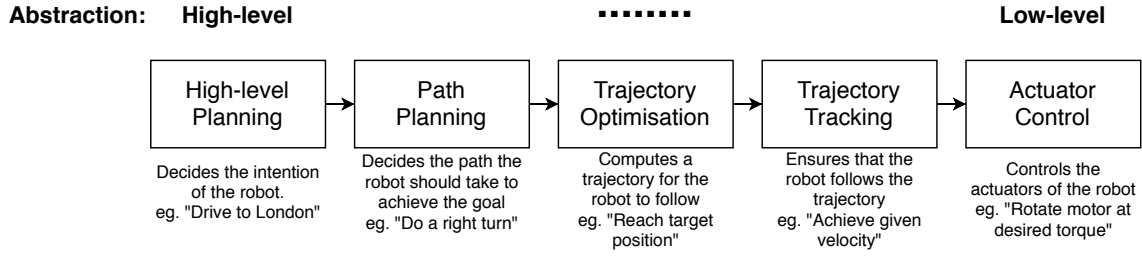 Abstraction: High-level Low-level
High-level
Planning
Path
Planning
Trajectory
Optimisation
Trajectory
Tracking
Actuator
Control
Decides the intention
of the robot.
eg. "Drive to London"
Decides the path the
robot should take to
achieve the goal
eg. "Do a right turn"
Computes a
trajectory for the
robot to follow
eg. "Reach target
position"
Ensures that the
robot follows the
trajectory
eg. "Achieve given
velocity"
Controls the
actuators of the robot
eg. "Rotate motor at
desired torque"